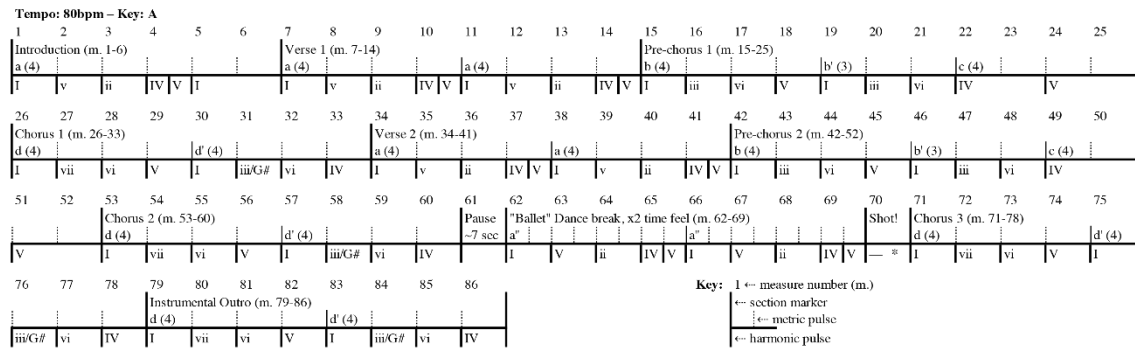 Tempo: 80bpm – Key: A
1 2 3 4 5 6 7 8 9 10 11 12 13 14 15 16 17 18 19 20 21 22 23 24 25
Introduction (m. 1-6) Verse 1 (m. 7-14) Pre-chorus 1 (m. 15-25)
a (4) a (4) a (4) b (4) b' (3) c (4)
I v ii IV V I I v ii IV V I v ii IV V I iii vi V I iii vi IV V
26 27 28 29 30 31 32 33 34 35 36 37 38 39 40 41 42 43 44 45 46 47 48 49 50
Chorus 1 (m. 26-33) Verse 2 (m. 34-41) Pre-chorus 2 (m. 42-52)
d (4) d' (4) a (4) a (4) b (4) b' (3) c (4)
I vii vi V I iii/G# vi IV I v ii IV V I v ii IV V I iii vi V I iii vi IV
51 52 53 54 55 56 57 58 59 60 61 62 63 64 65 66 67 68 69 70 71 72 73 74 75
Chorus 2 (m. 53-60) Pause "Ballet" Dance break, x2 time feel (m. 62-69) Shot! Chorus 3 (m. 71-78)
d (4) d' (4) ~7 sec a" a" d (4) d' (4)
V I vii vi V I iii/G# vi IV I V ii IV V I V ii IV V — * I vii vi V I
76 77 78 79 80 81 82 83 84 85 86 Key: 1 ← measure number (m.)
Instrumental Outro (m. 79-86) ← section marker
d (4) d' (4) ← metric pulse
iii/G# vi IV I vii vi V I iii/G# vi IV ← harmonic pulse